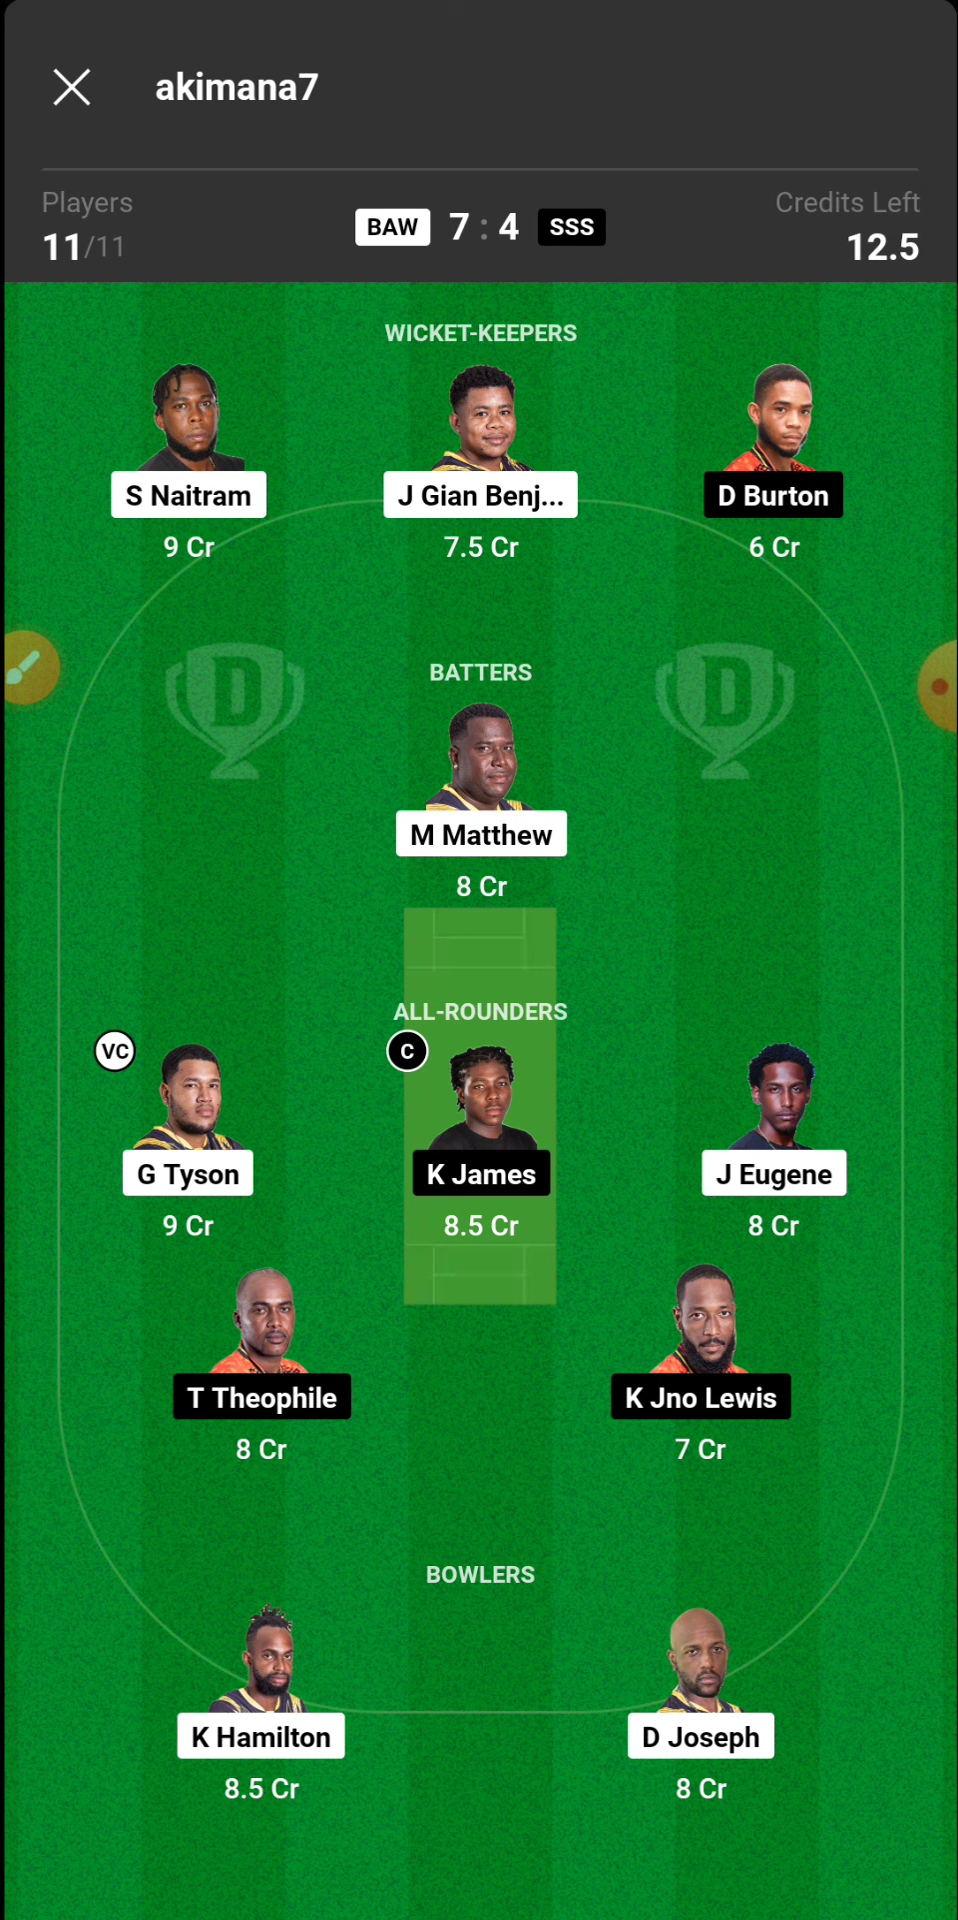 akimana7
Players
Credits Left
11/11
BAW 7 : 4 SSS
12.5
WICKET-KEEPERS
S Naitram
J Gian Benj...
D Burton
9 Cr
7.5 Cr
6 Cr
D
D
BATTERS
M Matthew
8 Cr
ALL-ROUNDERS
VC
C
G Tyson
K James
J Eugene
9 Cr
8.5 Cr
8 Cr
T Theophile
K Jno Lewis
8 Cr
7 Cr
BOWLERS
K Hamilton
D Joseph
8.5 Cr
8 Cr